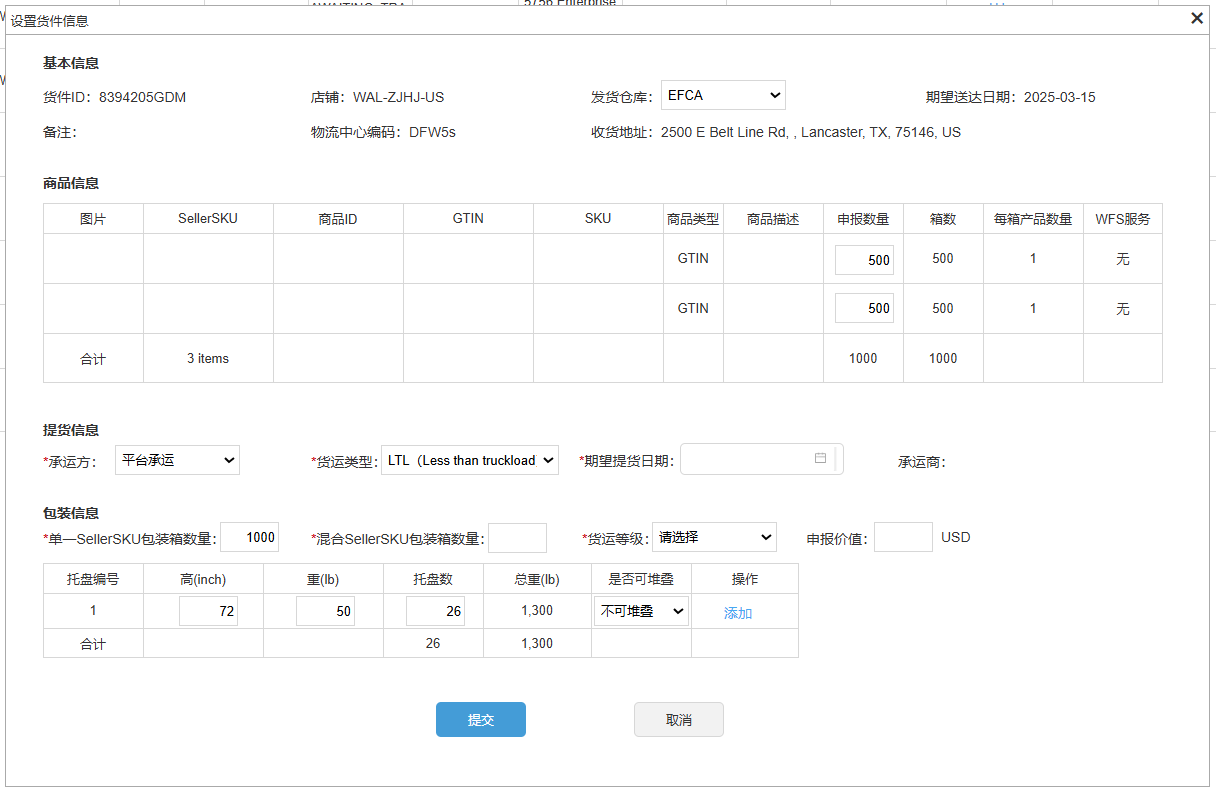 5756 Enterprise
设置货件信息
基本信息
货件ID：8394205GDM 店铺：WAL-ZJHJ-US 发货仓库： EFCA 期望送达日期：2025-03-15
备注： 物流中心编码：DFW5s 收货地址：2500 E Belt Line Rd, , Lancaster, TX, 75146, US
商品信息
图片 SellerSKU 商品ID GTIN SKU 商品类型 商品描述 申报数量 箱数 每箱产品数量 WFS服务
GTIN 500 500 1 无
GTIN 500 500 1 无
合计 3 items 1000 1000
提货信息
*承运方： 平台承运 *货运类型： LTL（Less than truckload *期望提货日期： 承运商：
包装信息
*单一SellerSKU包装箱数量： 1000 *混合SellerSKU包装箱数量： *货运等级： 请选择 申报价值： USD
托盘编号 高(inch) 重(lb) 托盘数 总重(lb) 是否可堆叠 操作
1 72 50 26 1,300 不可堆叠 添加
合计 26 1,300
提交 取消